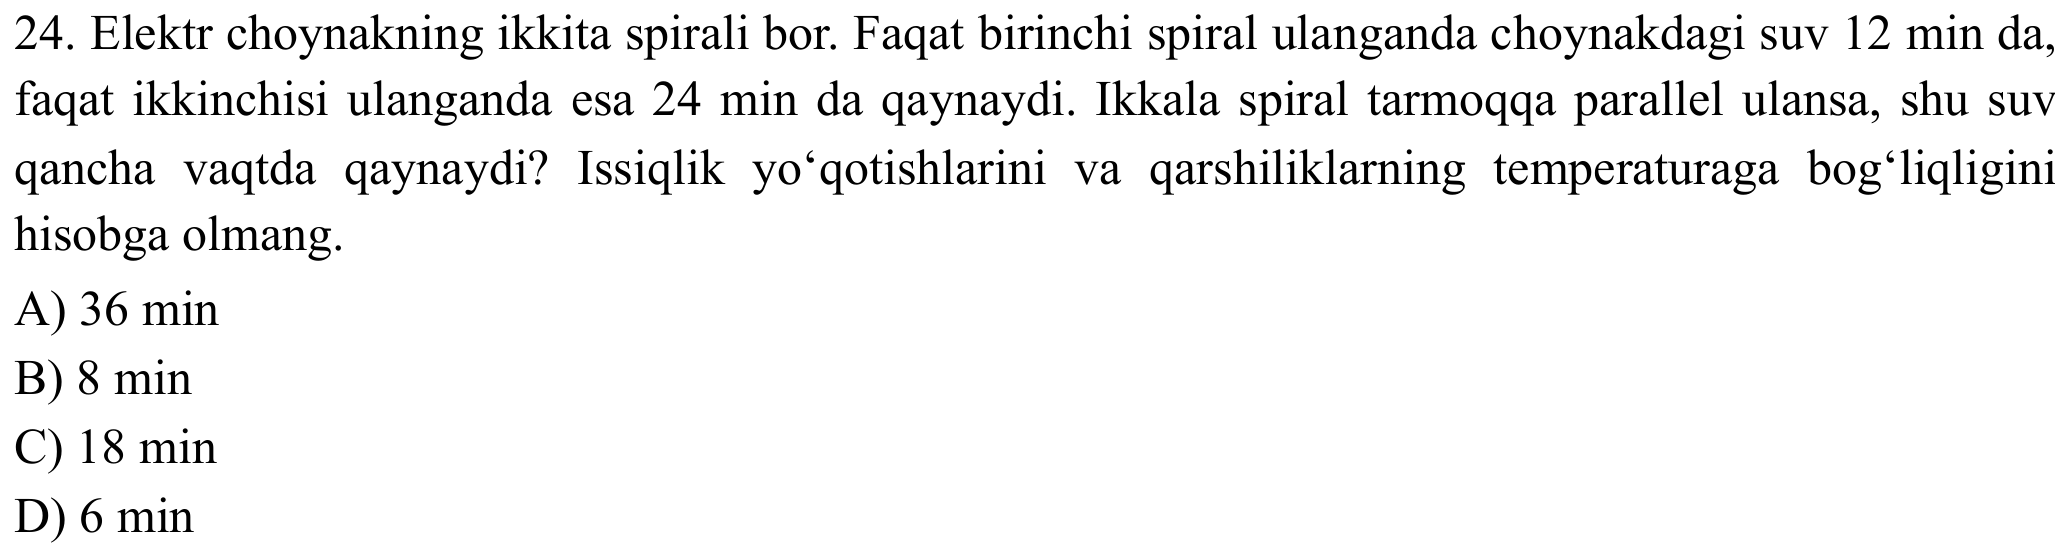 24. Elektr choynakning ikkita spirali bor. Faqat birinchi spiral ulanganda choynakdagi suv 12 min da,
faqat ikkinchisi ulanganda esa 24 min da qaynaydi. Ikkala spiral tarmoqqa parallel ulansa, shu suv
qancha vaqtda qaynaydi? Issiqlik yo‘qotishlarini va qarshiliklarning temperaturaga bog‘liqligini
hisobga olmang.
A) 36 min
B) 8 min
C) 18 min
D) 6 min